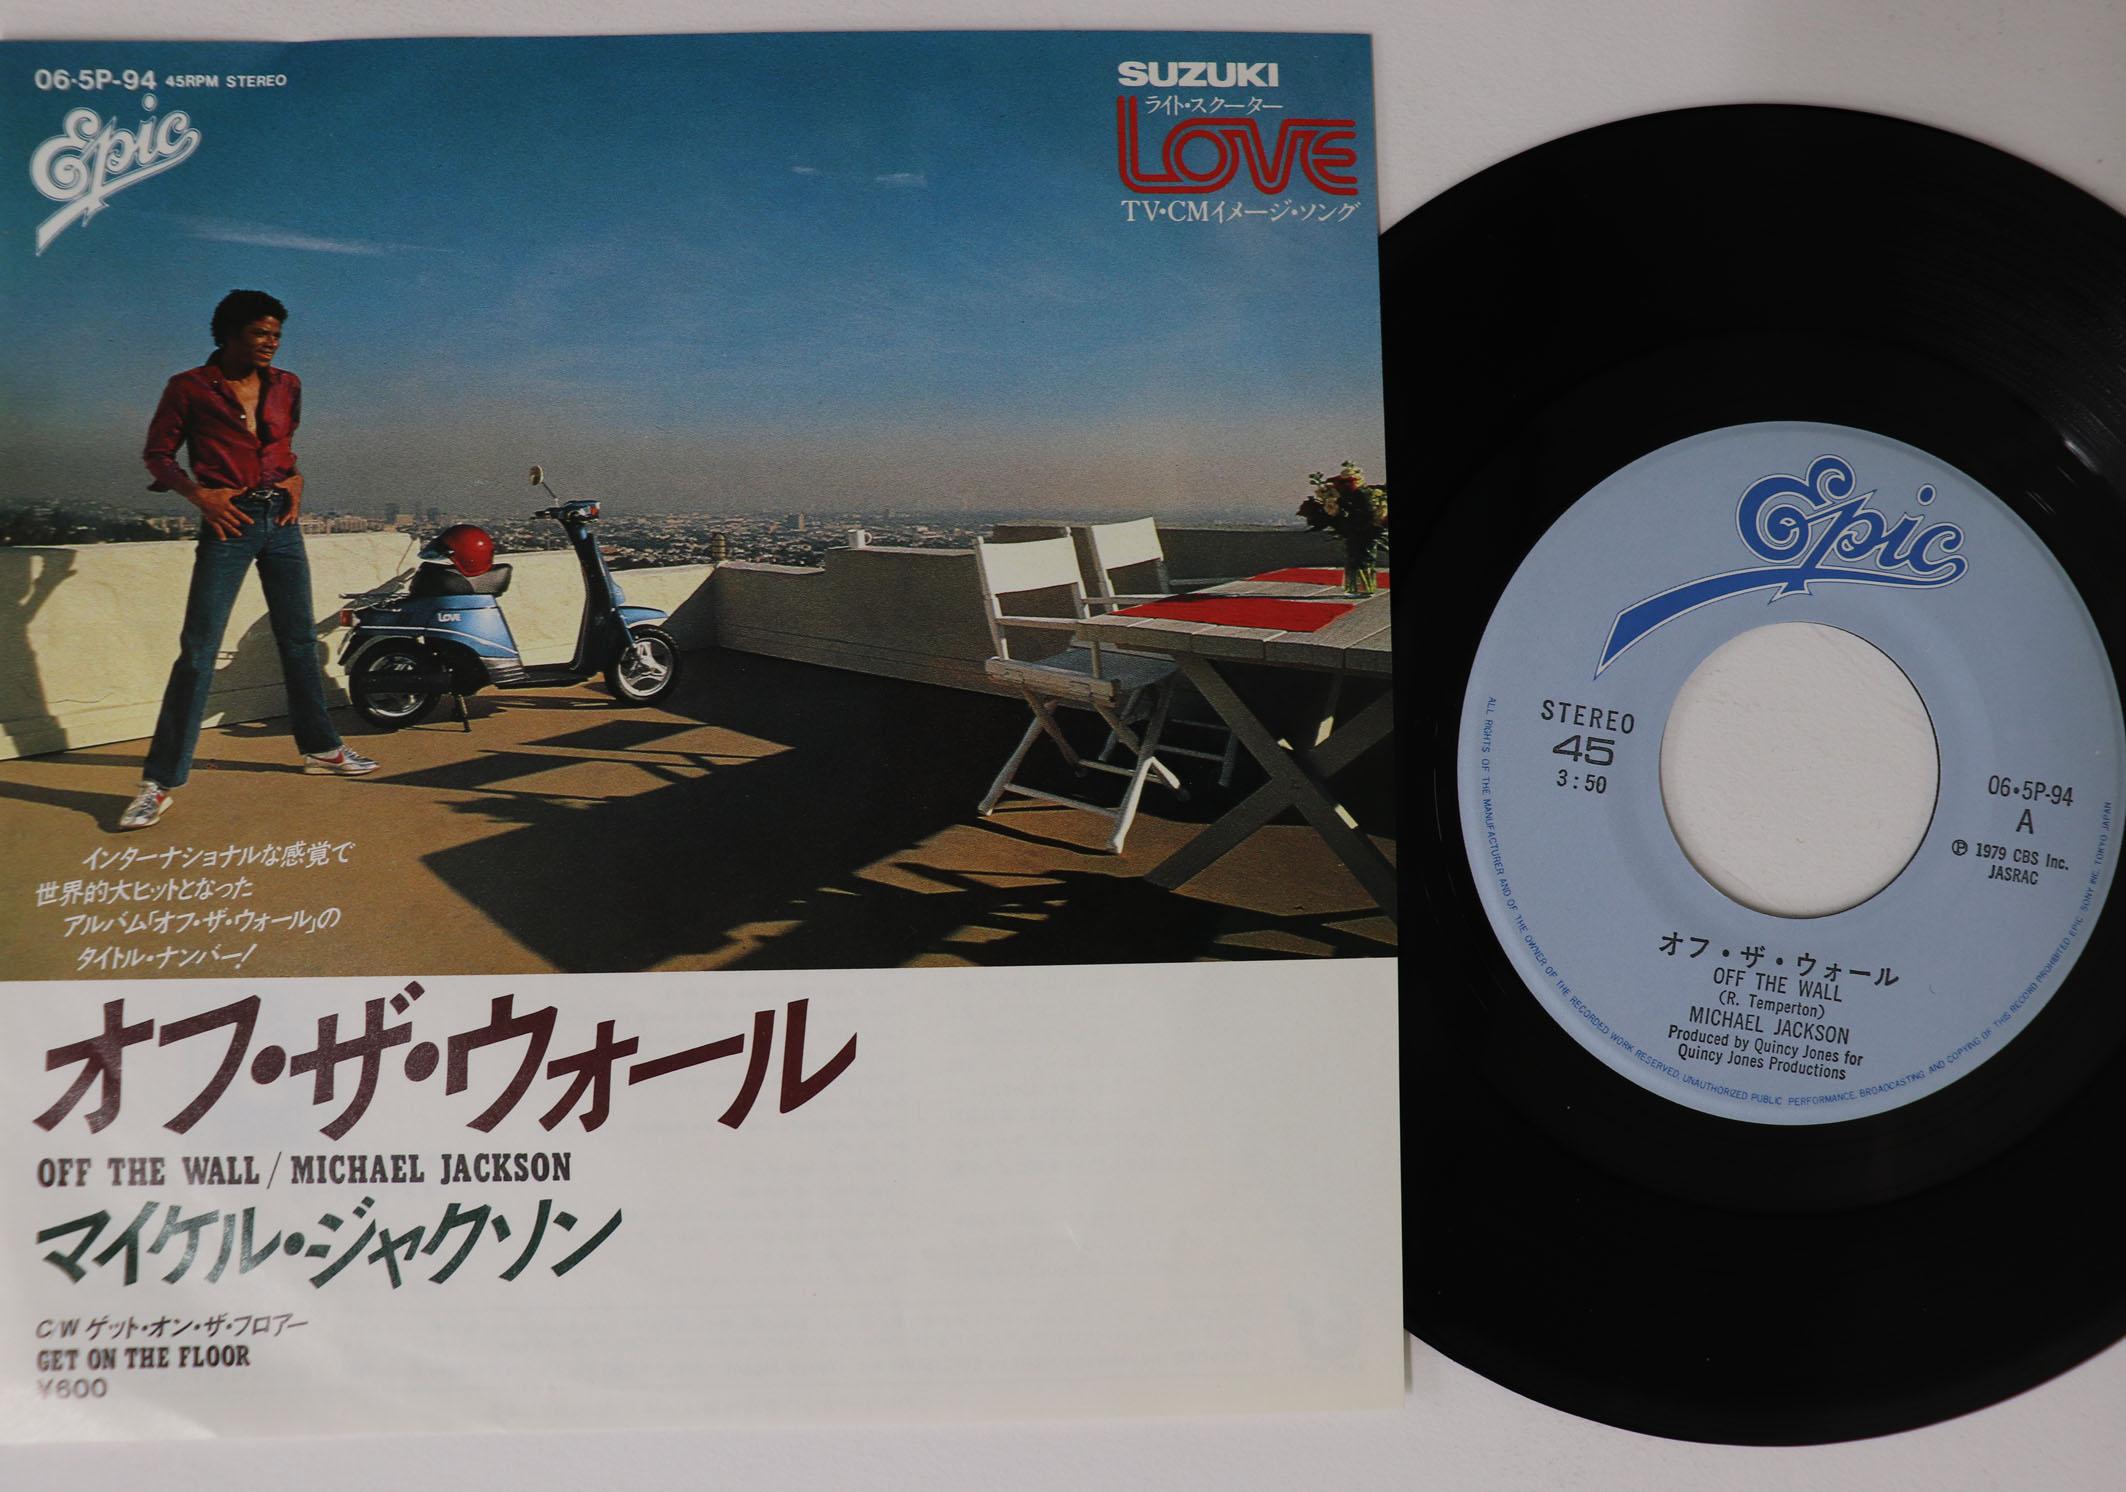 06・5P-94 45RPM STEREO
Epic
SUZUKI
ライト・スクーター
LOVE
TV・CMイメージ・ソング
LOVE
インターナショナルな感覚で
世界的大ヒットとなった
アルバム「オフ・ザ・ウォール」の
タイトル・ナンバー!
オフ・ザ・ウォール
OFF THE WALL / MICHAEL JACKSON
マイケル・ジャクソン
C/W ゲット・オン・ザ・フロアー
GET ON THE FLOOR
¥600
Epic
STEREO
45
3:50
06・5P-94
A
Ⓟ 1979 CBS Inc.
JASRAC
オフ・ザ・ウォール
OFF THE WALL
(R. Temperton)
MICHAEL JACKSON
Produced by Quincy Jones for
Quincy Jones Productions
ALL RIGHTS OF THE MANUFACTURER AND OF THE OWNER OF THE RECORDED WORK RESERVED. UNAUTHORIZED PUBLIC PERFORMANCE, BROADCASTING AND COPYING OF THIS RECORD PROHIBITED EPIC・SONY INC. TOKYO JAPAN